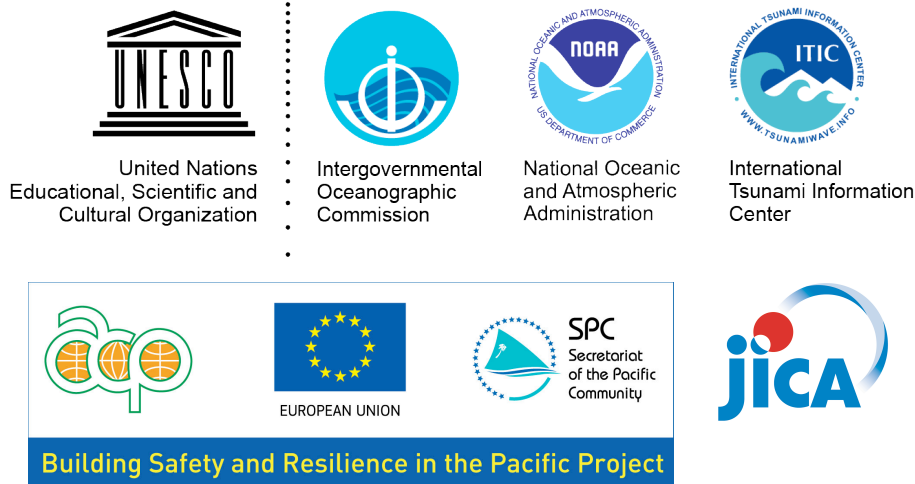 UNESCO
United Nations
Educational, Scientific and
Cultural Organization
Intergovernmental
Oceanographic
Commission
NATIONAL OCEANIC AND ATMOSPHERIC ADMINISTRATION
NOAA
US DEPARTMENT OF COMMERCE
National Oceanic
and Atmospheric
Administration
INTERNATIONAL TSUNAMI INFORMATION CENTER
ITIC
• WWW.TSUNAMIWAVE.INFO •
International
Tsunami Information
Center
acp
EUROPEAN UNION
SPC
Secretariat
of the Pacific
Community
jICA
Building Safety and Resilience in the Pacific Project